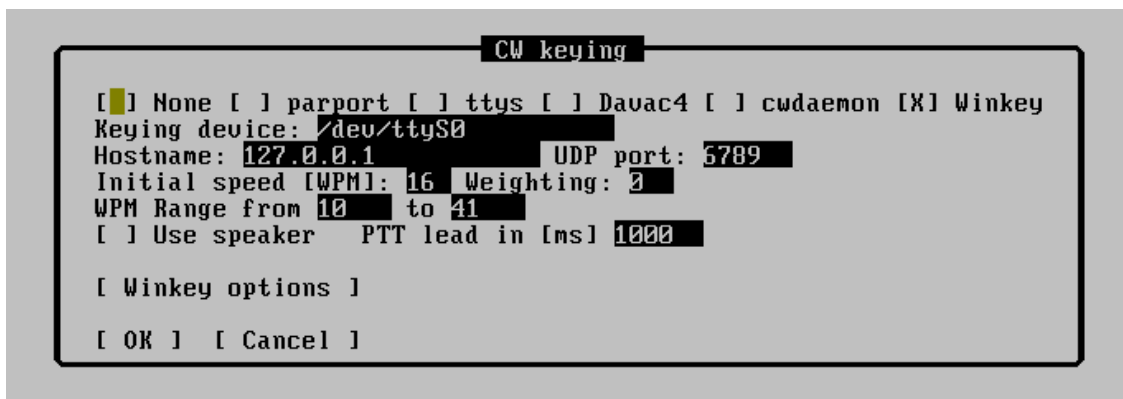 CW keying
[ ] None [ ] parport [ ] ttys [ ] Davac4 [ ] cwdaemon [X] Winkey
Keying device: /dev/ttyS0
Hostname: 127.0.0.1 UDP port: 6789
Initial speed [WPM]: 16 Weighting: 0
WPM Range from 10 to 41
[ ] Use speaker PTT lead in [ms] 1000
[ Winkey options ]
[ OK ] [ Cancel ]